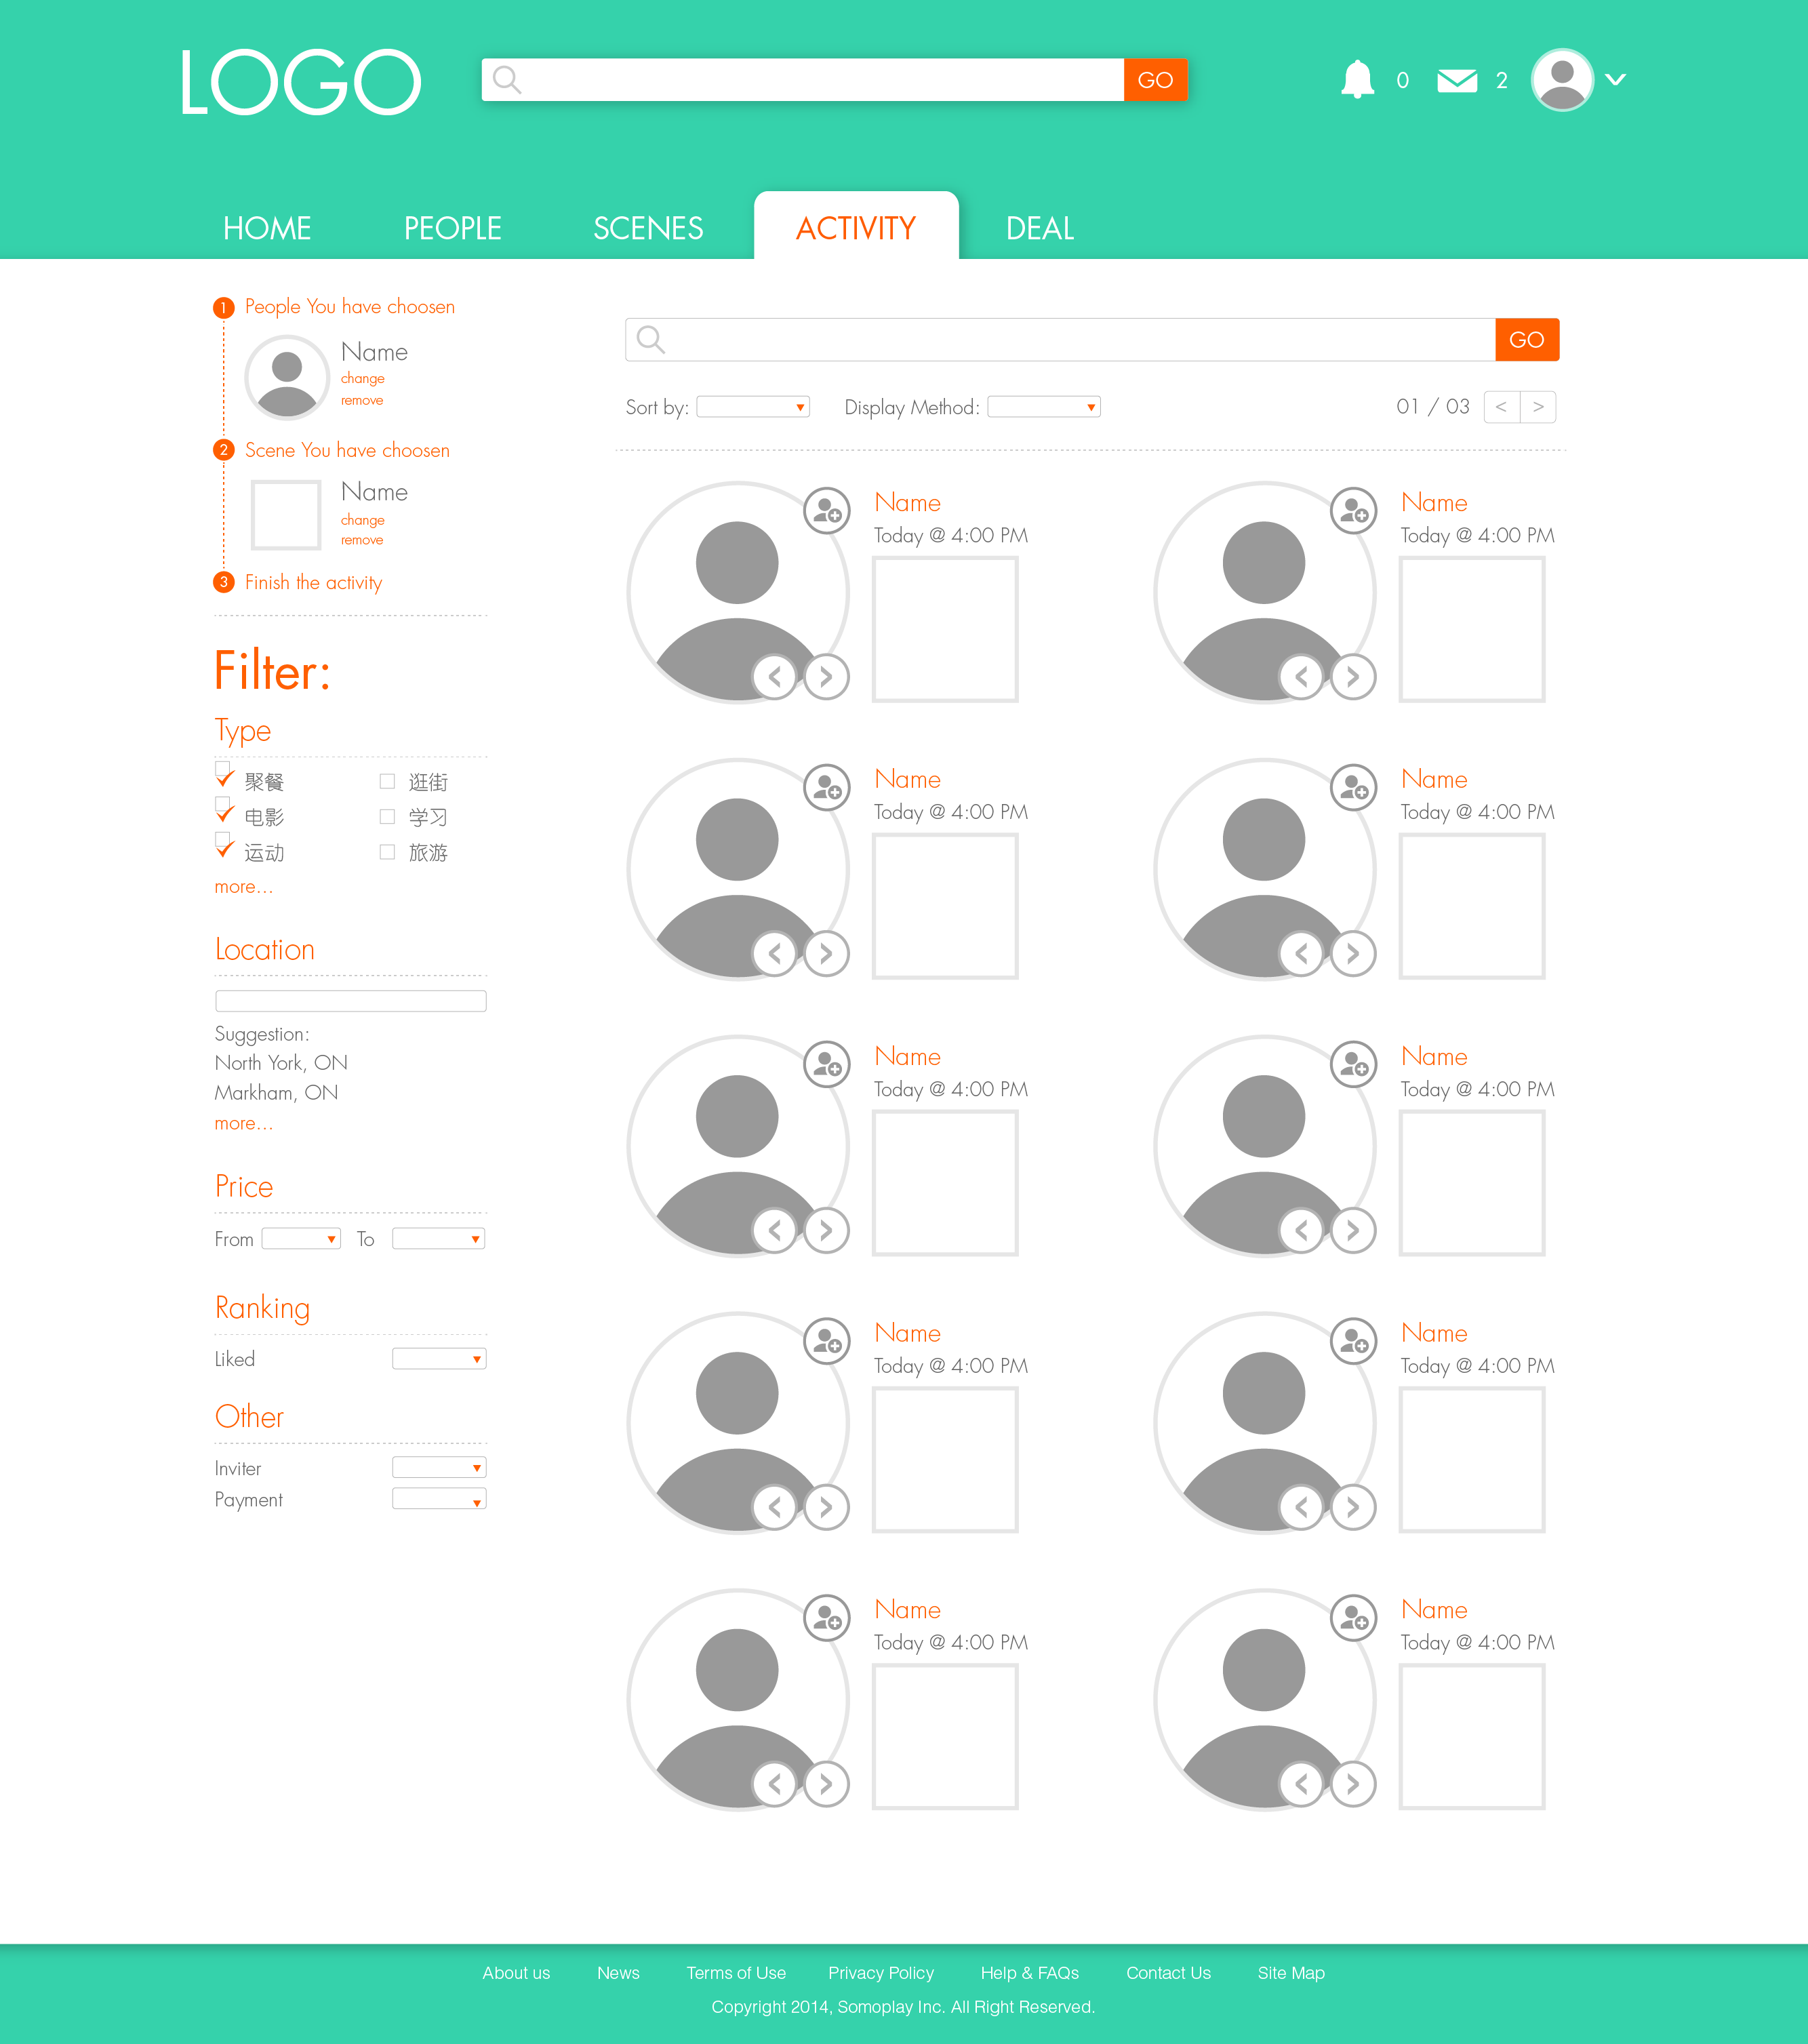 LOGO
GO
0
2
HOME
PEOPLE
SCENES
ACTIVITY
DEAL
1 People You have choosen
Name
change
remove
2 Scene You have choosen
Name
change
remove
3 Finish the activity
Filter:
Type
聚餐
逛街
电影
学习
运动
旅游
more...
Location
Suggestion:
North York, ON
Markham, ON
more...
Price
From
To
Ranking
Liked
Other
Inviter
Payment
GO
Sort by:
Display Method:
01 / 03
< >
Name
Today @ 4:00 PM
Name
Today @ 4:00 PM
Name
Today @ 4:00 PM
Name
Today @ 4:00 PM
Name
Today @ 4:00 PM
Name
Today @ 4:00 PM
Name
Today @ 4:00 PM
Name
Today @ 4:00 PM
Name
Today @ 4:00 PM
Name
Today @ 4:00 PM
About us
News
Terms of Use
Privacy Policy
Help & FAQs
Contact Us
Site Map
Copyright 2014, Somoplay Inc. All Right Reserved.